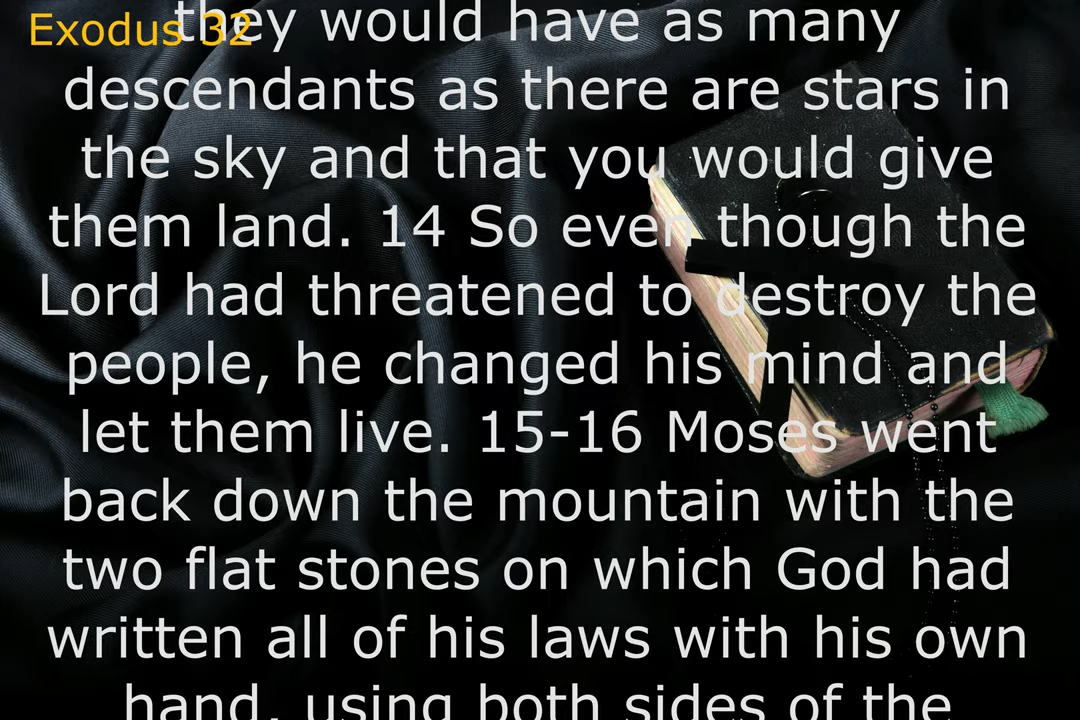 Exodus 32
they would have as many
descendants as there are stars in
the sky and that you would give
them land. 14 So even though the
Lord had threatened to destroy the
people, he changed his mind and
let them live. 15-16 Moses went
back down the mountain with the
two flat stones on which God had
written all of his laws with his own
hand, using both sides of the